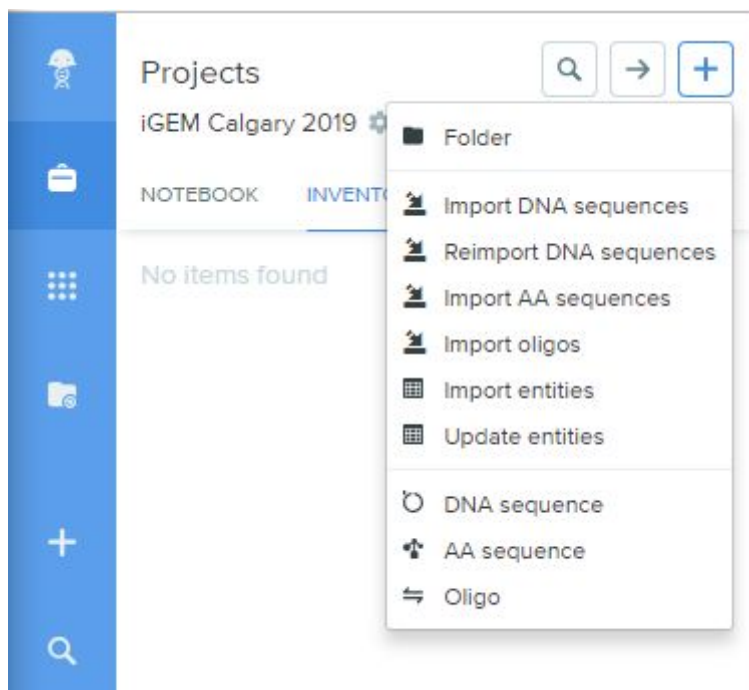 Projects
iGEM Calgary 2019
NOTEBOOK
No items found
Folder
Import DNA sequences
Reimport DNA sequences
Import AA sequences
Import oligos
Import entities
Update entities
DNA sequence
AA sequence
Oligo